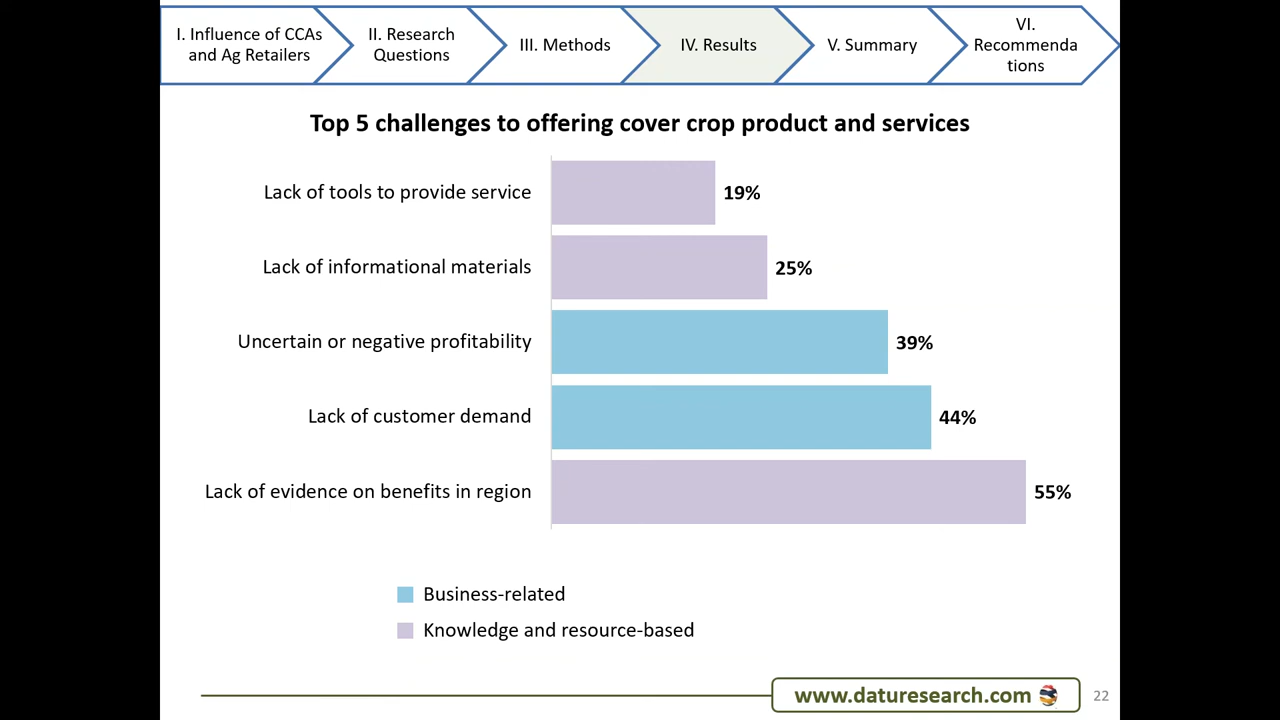 I. Influence of CCAs
and Ag Retailers
II. Research
Questions
III. Methods
IV. Results
V. Summary
VI.
Recommenda
tions
Top 5 challenges to offering cover crop product and services
Lack of tools to provide service
19%
Lack of informational materials
25%
Uncertain or negative profitability
39%
Lack of customer demand
44%
Lack of evidence on benefits in region
55%
Business-related
Knowledge and resource-based
www.daturesearch.com
22